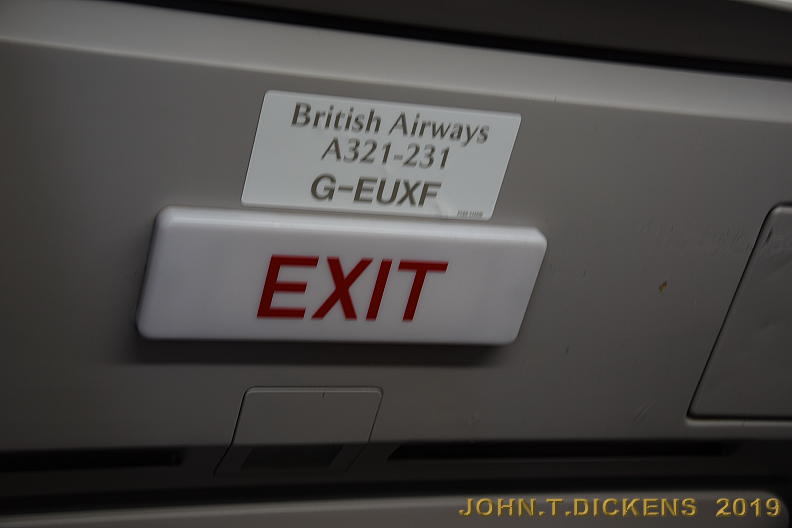 British Airways
A321-231
G-EUXF
EXIT
JOHN.T.DICKENS 2019